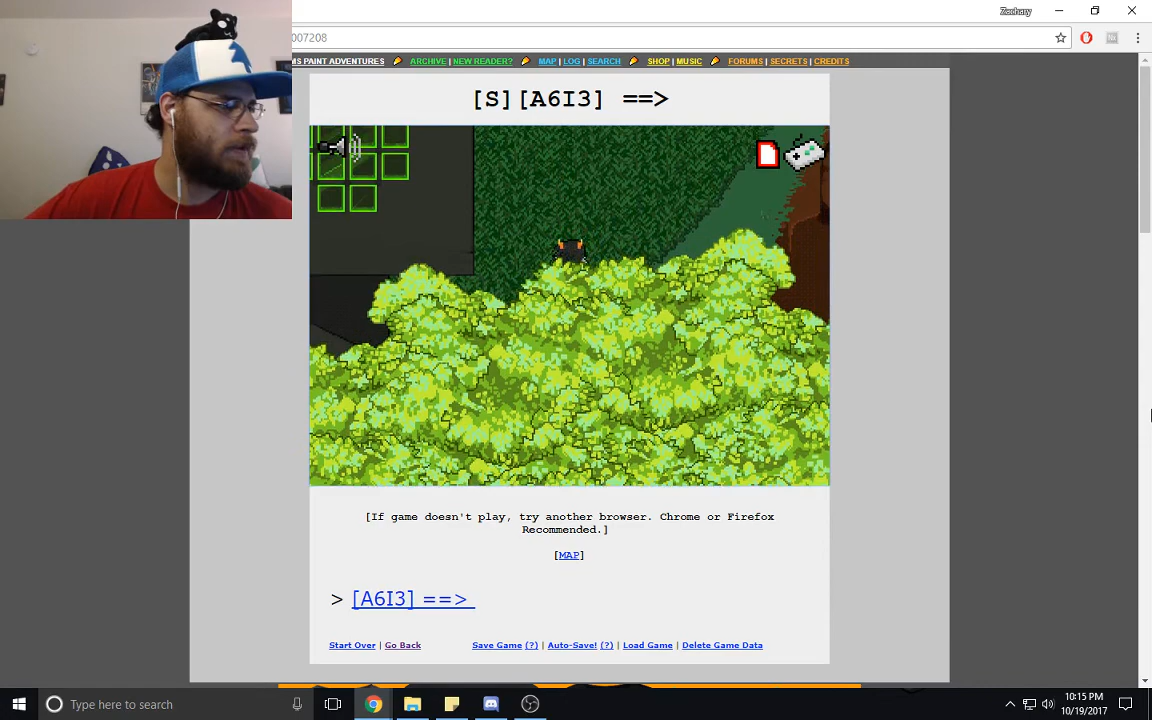 Zachary
007208
MS PAINT ADVENTURES ARCHIVE | NEW READER? MAP | LOG | SEARCH SHOP | MUSIC FORUMS | SECRETS | CREDITS
[S][A6I3] ==>
[If game doesn't play, try another browser. Chrome or Firefox
Recommended.]
[MAP]
> [A6I3] ==>
Start Over | Go Back Save Game (?) | Auto-Save! (?) | Load Game | Delete Game Data
Type here to search
10:15 PM
10/19/2017